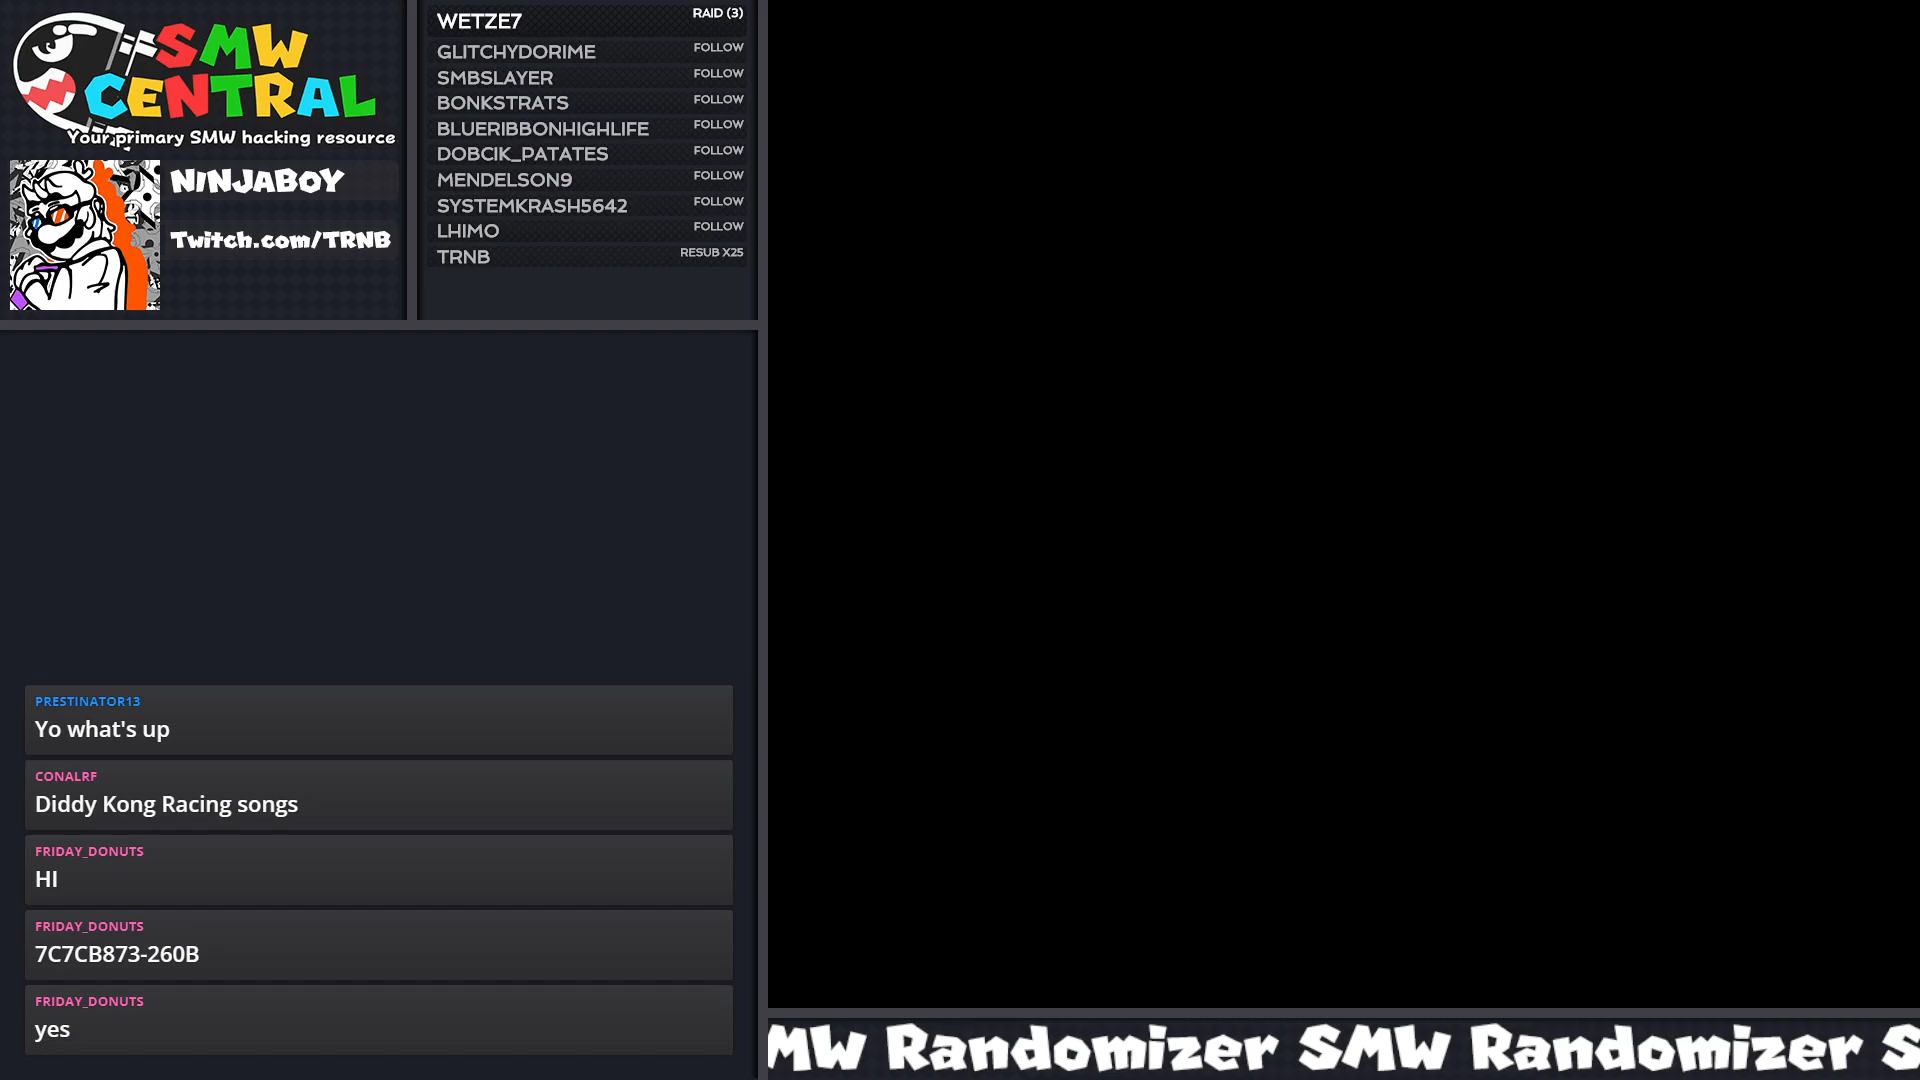 SMW
CENTRAL
Your primary SMW hacking resource
NINJABOY
Twitch.com/TRNB
WETZE7 RAID (3)
GLITCHYDORIME FOLLOW
SMBSLAYER FOLLOW
BONKSTRATS FOLLOW
BLUERIBBONHIGHLIFE FOLLOW
DOBCIK_PATATES FOLLOW
MENDELSON9 FOLLOW
SYSTEMKRASH5642 FOLLOW
LHIMO FOLLOW
TRNB RESUB X25
PRESTINATOR13
Yo what's up
CONALRF
Diddy Kong Racing songs
FRIDAY_DONUTS
HI
FRIDAY_DONUTS
7C7CB873-260B
FRIDAY_DONUTS
yes
MW Randomizer SMW Randomizer S